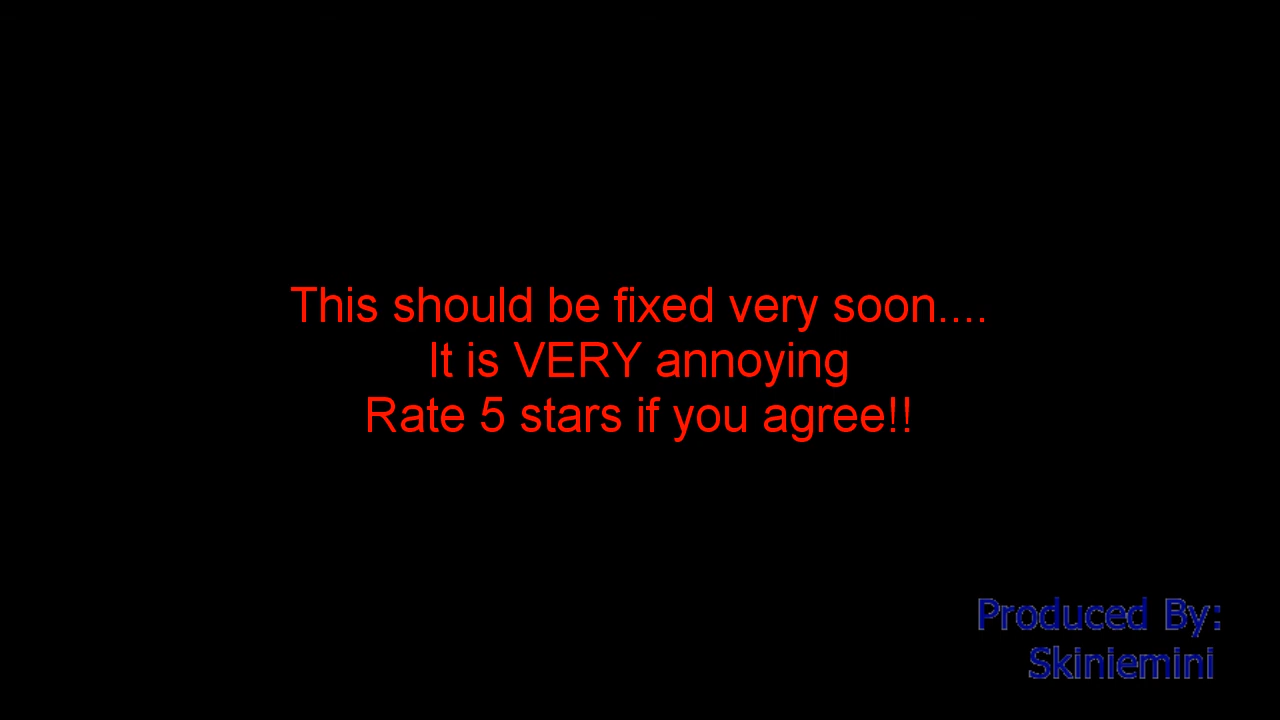 This should be fixed very soon....
It is VERY annoying
Rate 5 stars if you agree!!
Produced By:
Skiniemini